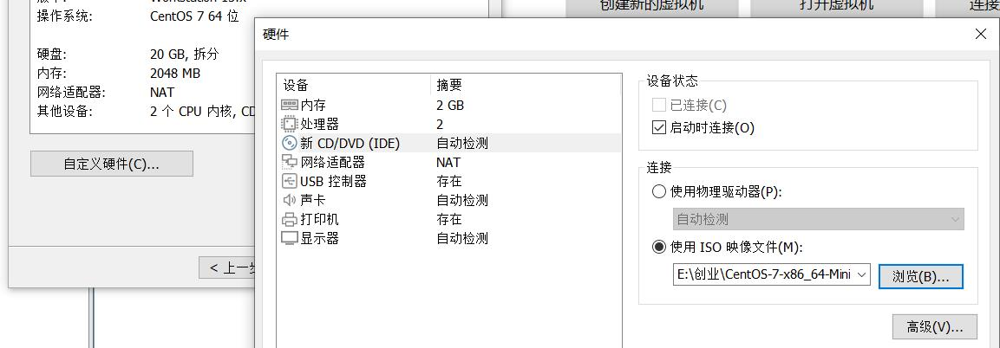 操作系统: CentOS 7 64 位
硬盘: 20 GB, 拆分
内存: 2048 MB
网络适配器: NAT
其他设备: 2 个 CPU 内核, CD
自定义硬件(C)...
< 上一步
创建新的虚拟机
打开虚拟机
连接
硬件
设备 摘要
内存 2 GB
处理器 2
新 CD/DVD (IDE) 自动检测
网络适配器 NAT
USB 控制器 存在
声卡 自动检测
打印机 存在
显示器 自动检测
设备状态
已连接(C)
启动时连接(O)
连接
使用物理驱动器(P):
自动检测
使用 ISO 映像文件(M):
E:\创业\CentOS-7-x86_64-Mini
浏览(B)...
高级(V)...